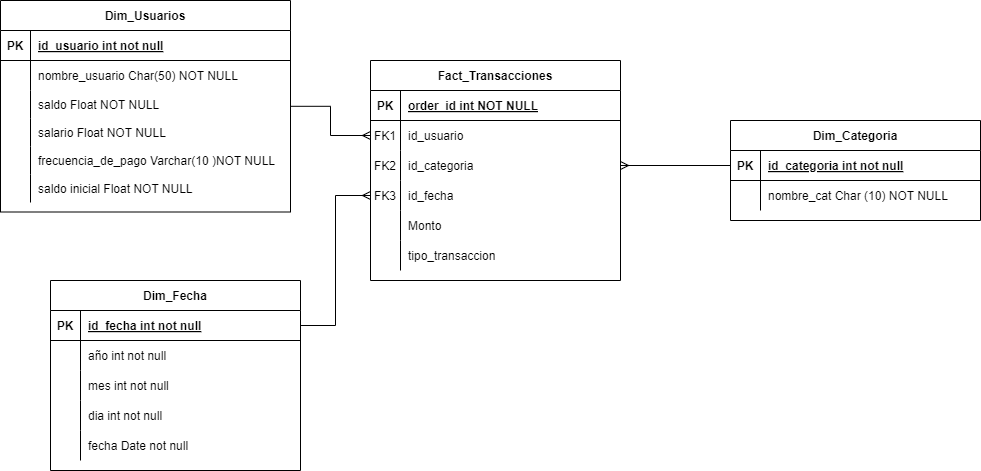 Dim_Usuarios
PK id_usuario int not null
nombre_usuario Char(50) NOT NULL
saldo Float NOT NULL
salario Float NOT NULL
frecuencia_de_pago Varchar(10 )NOT NULL
saldo inicial Float NOT NULL
Fact_Transacciones
PK order_id int NOT NULL
FK1 id_usuario
FK2 id_categoria
FK3 id_fecha
Monto
tipo_transaccion
Dim_Categoria
PK id_categoria int not null
nombre_cat Char (10) NOT NULL
Dim_Fecha
PK id_fecha int not null
año int not null
mes int not null
dia int not null
fecha Date not null